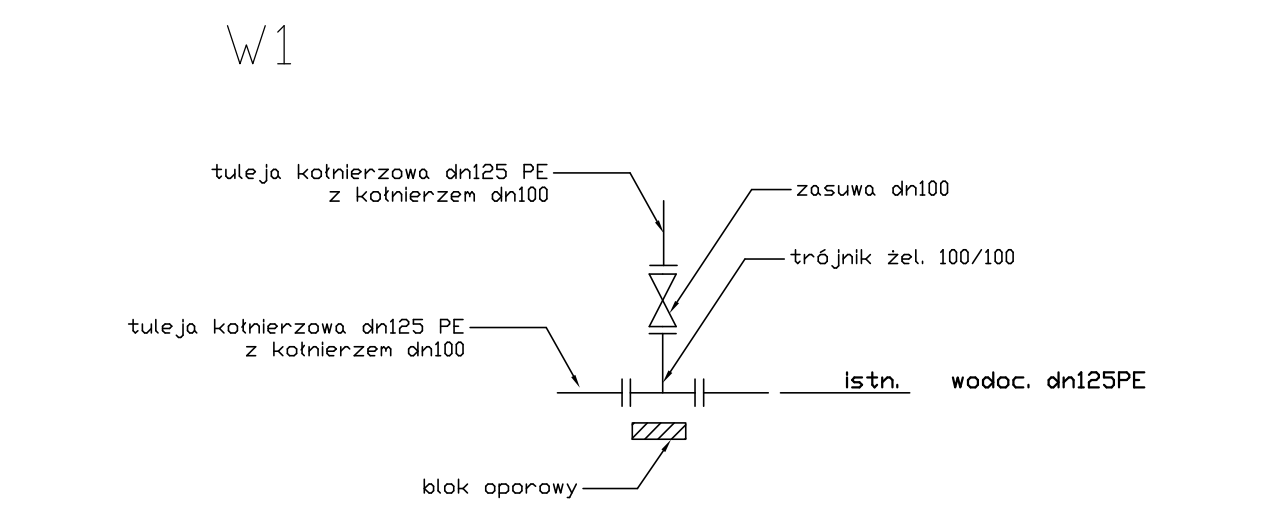 W1
tuleja kołnierzowa dn125 PE
z kołnierzem dn100
zasuwa dn100
trójnik żel. 100/100
tuleja kołnierzowa dn125 PE
z kołnierzem dn100
istn. wodoc. dn125PE
blok oporowy